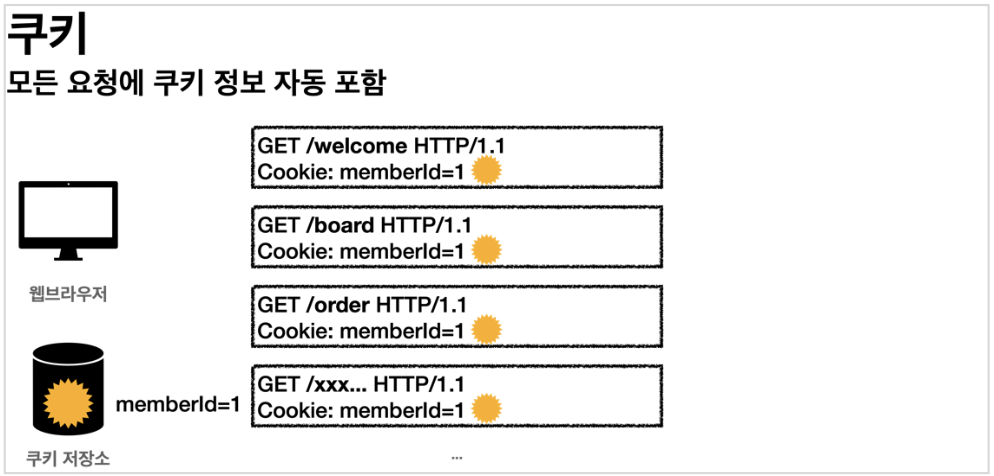 쿠키
모든 요청에 쿠키 정보 자동 포함
GET /welcome HTTP/1.1
Cookie: memberId=1
GET /board HTTP/1.1
Cookie: memberId=1
웹브라우저
GET /order HTTP/1.1
Cookie: memberId=1
GET /xxx... HTTP/1.1
memberId=1
Cookie: memberId=1
쿠키 저장소
...